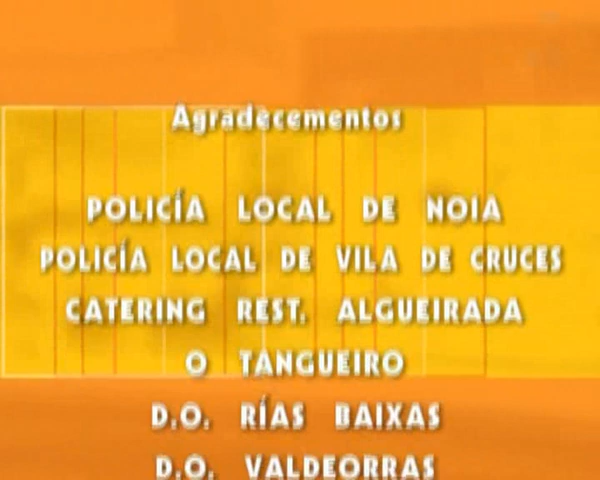 Agradecementos
POLICÍA LOCAL DE NOIA
POLICÍA LOCAL DE VILA DE CRUCES
CATERING REST. ALGUEIRADA
O TANGUEIRO
D.O. RÍAS BAIXAS
D.O. VALDEORRAS